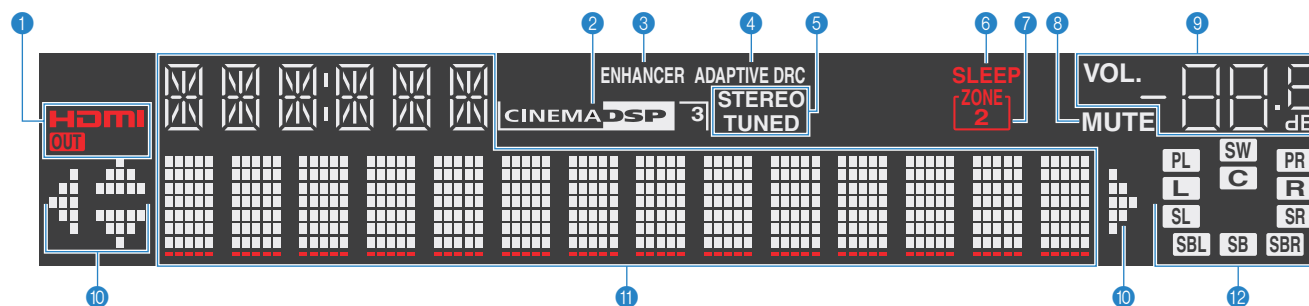 1 2 3 4 5 6 7 8 9
HDMI
OUT
ENHANCER ADAPTIVE DRC
CINEMA DSP 3
STEREO
TUNED
SLEEP
ZONE
2
VOL.
MUTE
-88.
dB
PL SW PR
L C R
SL SR
SBL SB SBR
10 11 10 12